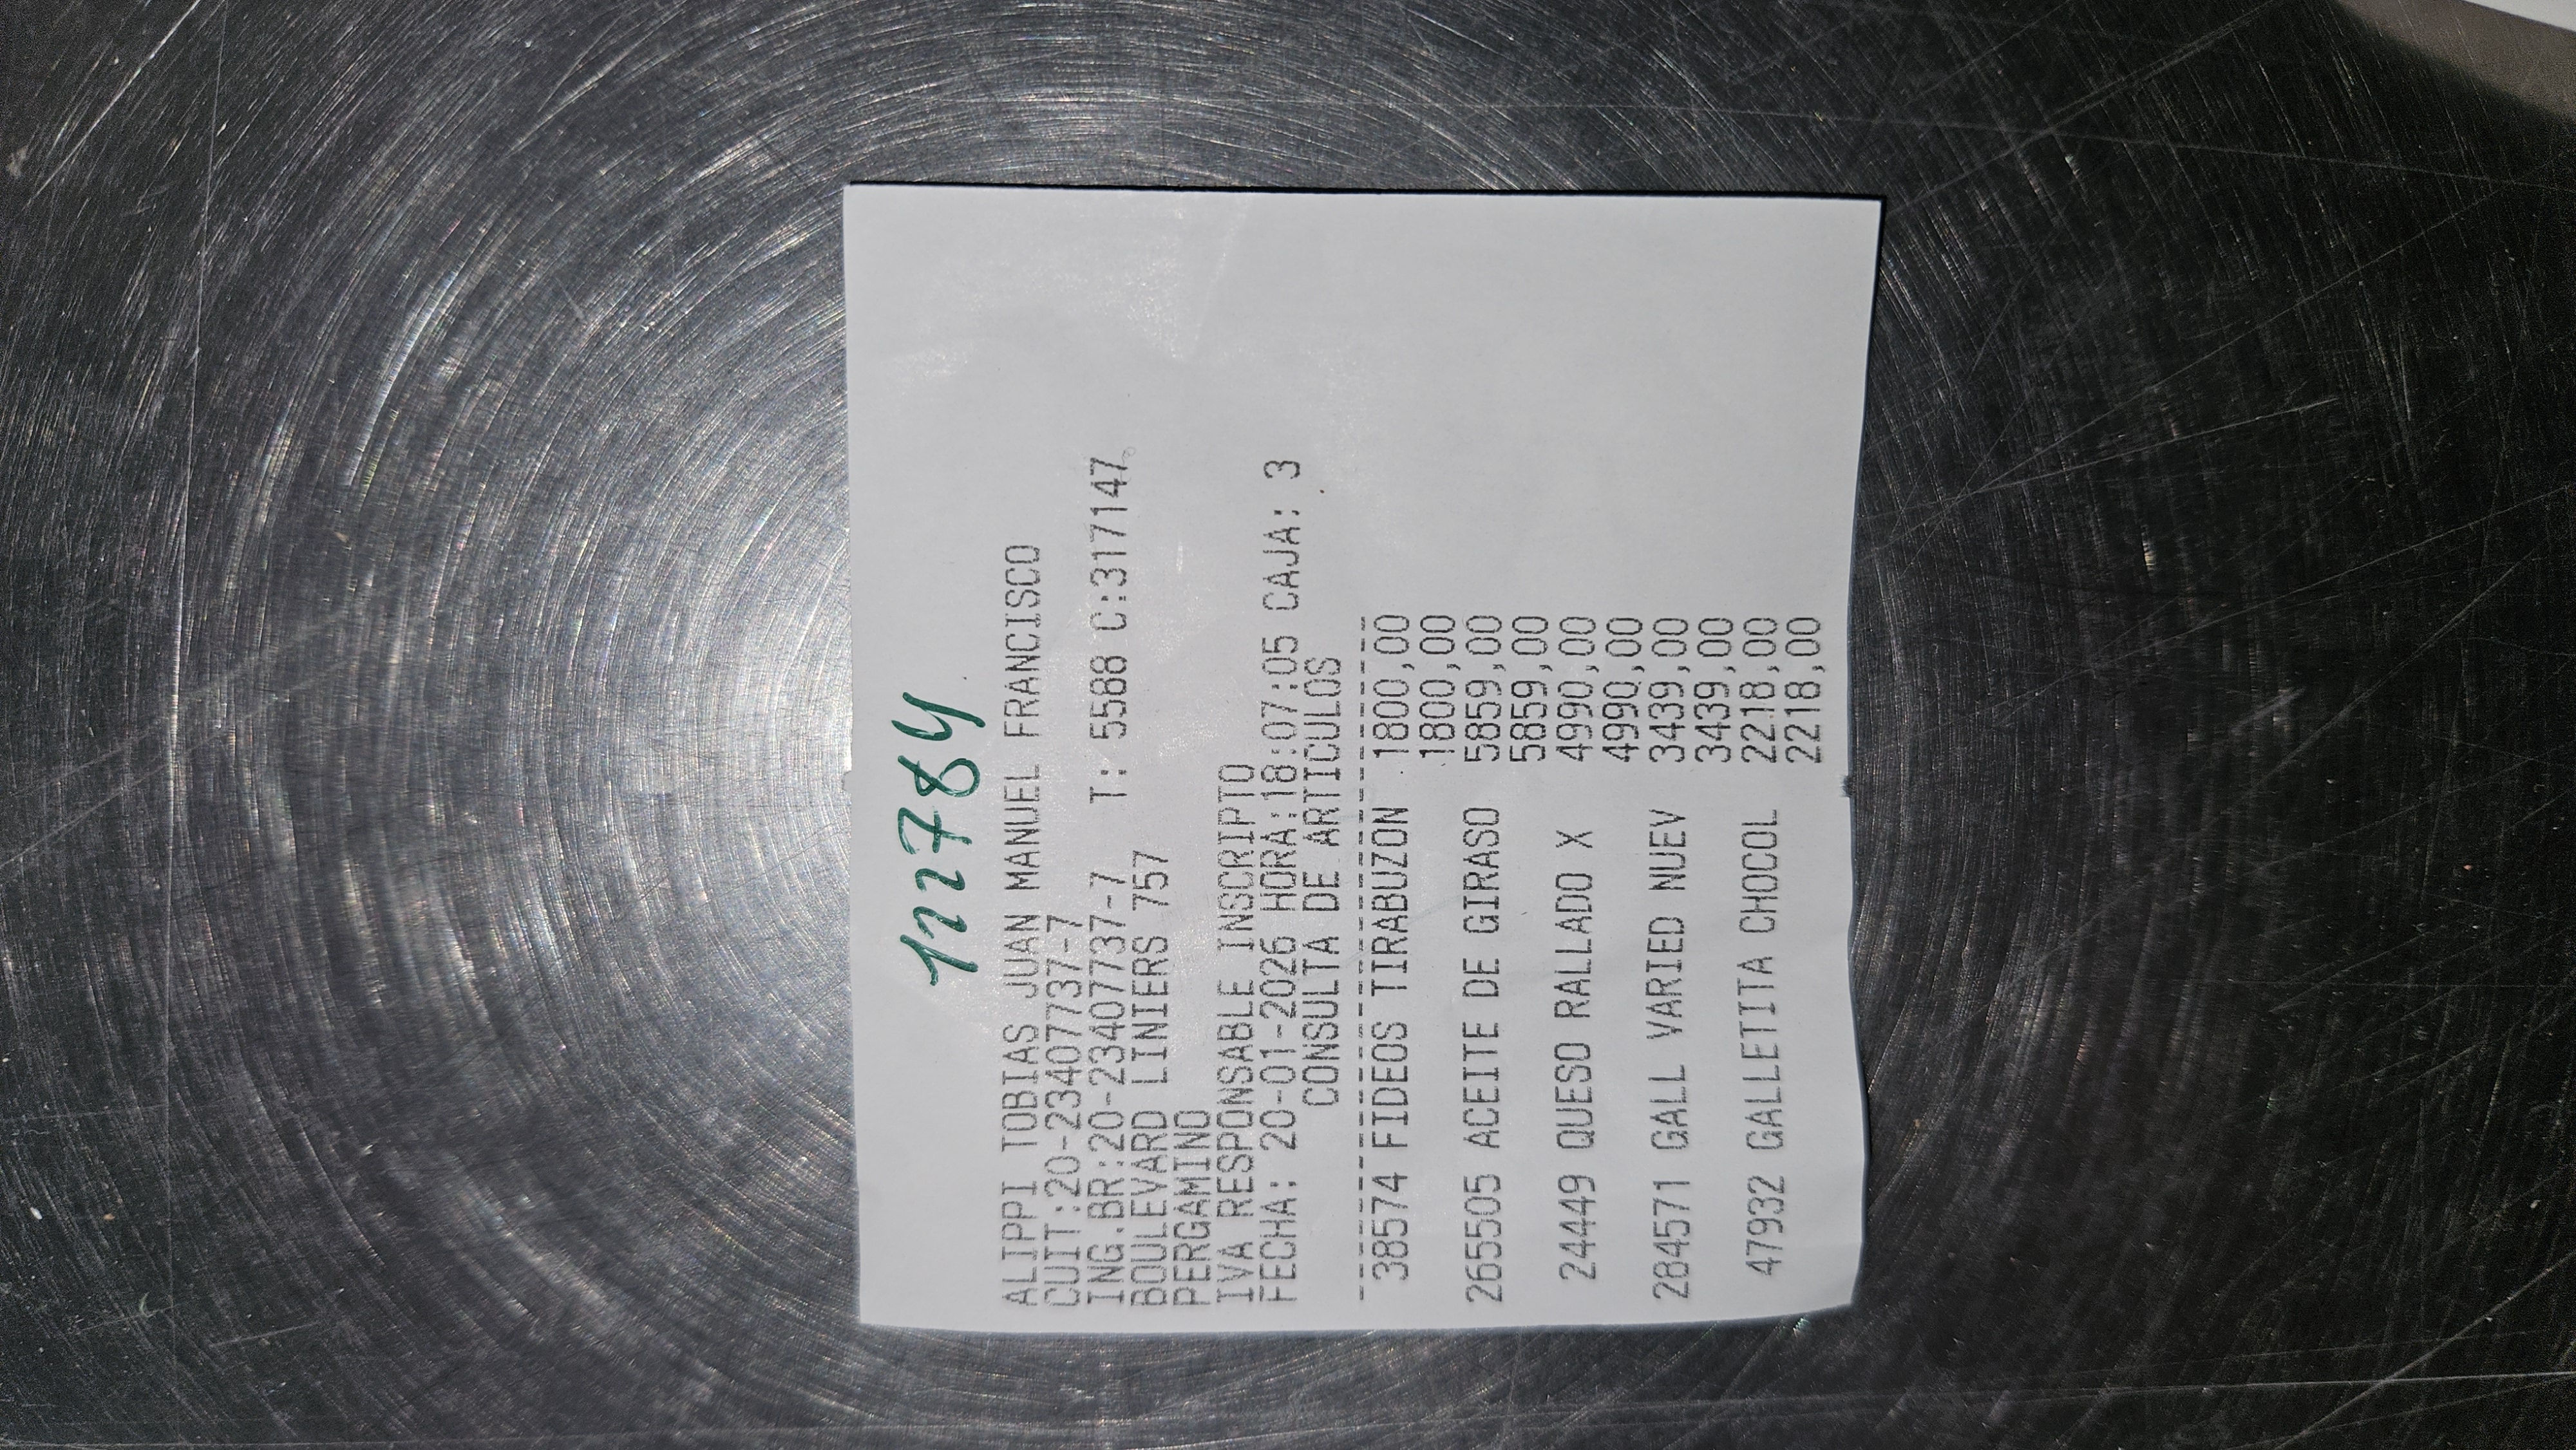 12784
ALIPPI TOBIAS JUAN MANUEL FRANCISCO
CUIT:20-23407737-7
ING.BR:20-23407737-7 T: 5588 C:317147
BOULEVARD LINIERS 757
PERGAMINO
IVA RESPONSABLE INSCRIPTO
FECHA: 20-01-2026 HORA:18:07:05 CAJA: 3
CONSULTA DE ARTICULOS
38574 FIDEOS TIRABUZON 1800,00
1800,00
265505 ACEITE DE GIRASO 5859,00
5859,00
24449 QUESO RALLADO X 4990,00
4990,00
284571 GALL VARIED NUEV 3439,00
3439,00
47932 GALLETITA CHOCOL 2218,00
2218,00